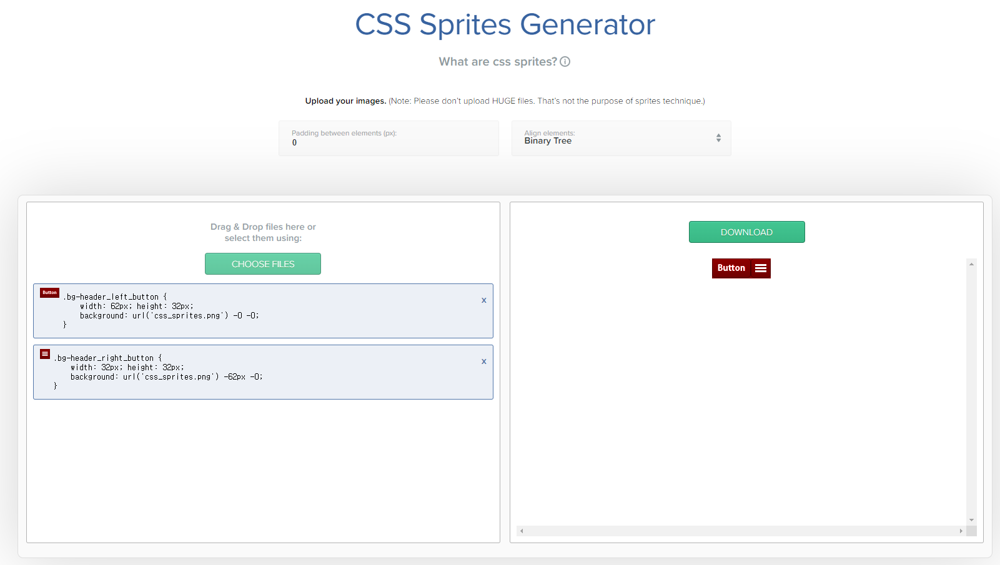 CSS Sprites Generator
What are css sprites?
Upload your images. (Note: Please don't upload HUGE files. That's not the purpose of sprites technique.)
Padding between elements (px):
0
Align elements:
Binary Tree
Drag & Drop files here or
select them using:
CHOOSE FILES
Button
.bg-header_left_button {
width: 62px; height: 32px;
background: url('css_sprites.png') -0 -0;
}
x
.bg-header_right_button {
width: 32px; height: 32px;
background: url('css_sprites.png') -62px -0;
}
x
DOWNLOAD
Button